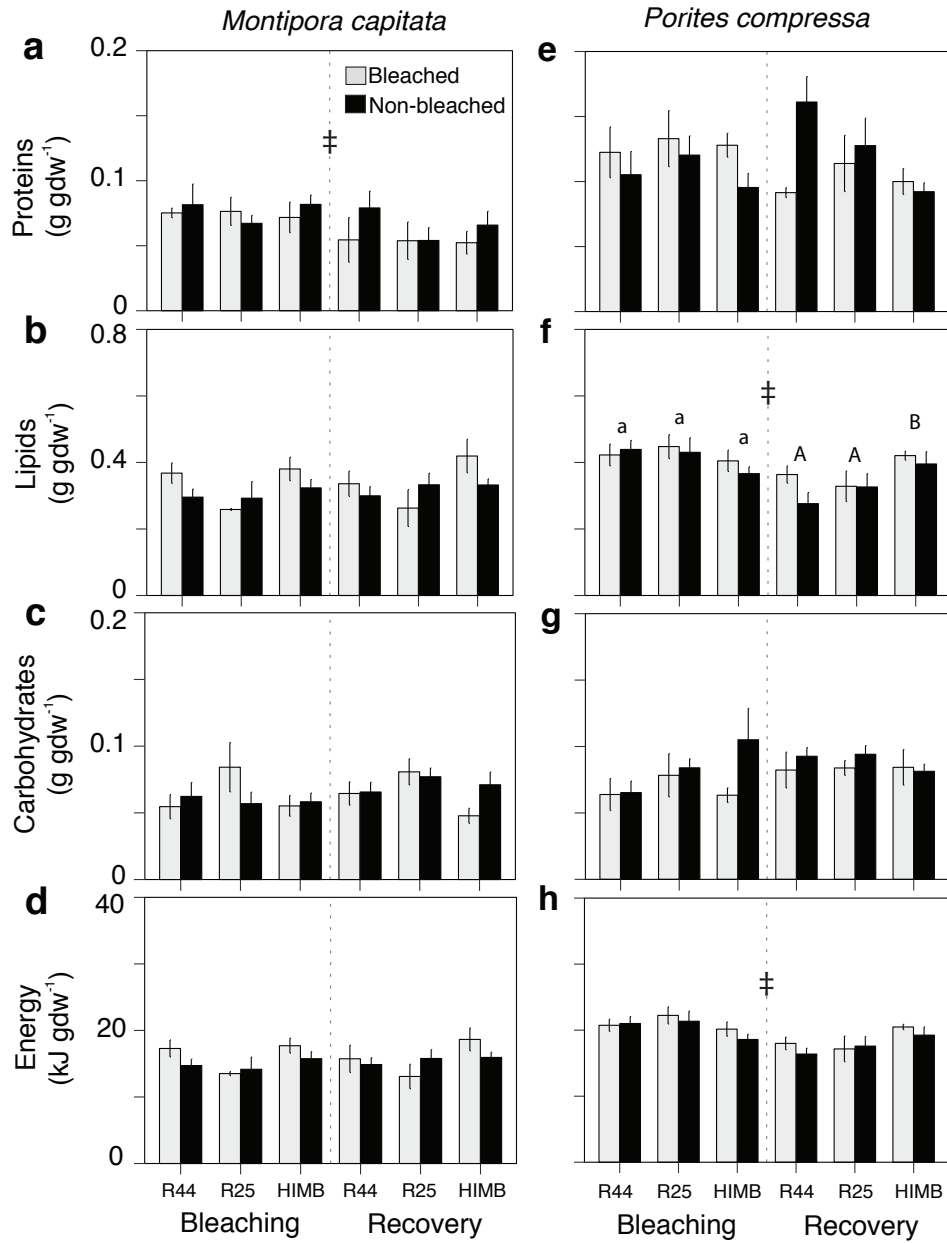 Montipora capitata
Porites compressa
a
e
0.2
Bleached
Non-bleached
‡
Proteins
(g gdw⁻¹)
0.1
0
b
f
0.8
‡
a
a
a
A
A
B
Lipids
(g gdw⁻¹)
0.4
0
c
g
0.2
Carbohydrates
(g gdw⁻¹)
0.1
0
d
h
40
‡
Energy
(kJ gdw⁻¹)
20
0
R44 R25 HIMB R44 R25 HIMB
Bleaching Recovery
R44 R25 HIMB R44 R25 HIMB
Bleaching Recovery